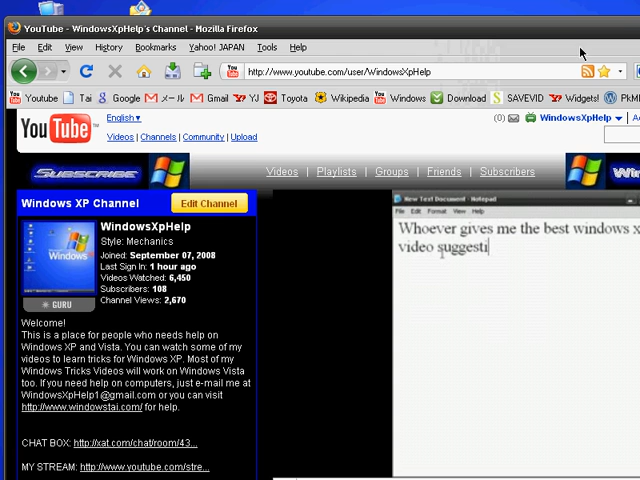 YouTube - WindowsXpHelp's Channel - Mozilla Firefox
File Edit View History Bookmarks Yahoo! JAPAN Tools Help
http://www.youtube.com/user/WindowsXpHelp
Youtube Tai Google メール Gmail YJ Toyota Wikipedia Windows Download SAVEVID Widgets! PkM
YouTube English (0) WindowsXpHelp
Videos | Channels | Community | Upload
SUBSCRIBE Videos | Playlists | Groups | Friends | Subscribers Win
Windows XP Channel Edit Channel
New Text Document - Notepad
File Edit Format View Help
WindowsXpHelp
Style: Mechanics
Joined: September 07, 2008
Last Sign In: 1 hour ago
Videos Watched: 6,450
Subscribers: 108
Channel Views: 2,670
Windows
GURU
Whoever gives me the best windows x
video suggesti
Welcome!
This is a place for people who needs help on
Windows XP and Vista. You can watch some of my
videos to learn tricks for Windows XP. Most of my
Windows Tricks Videos will work on Windows Vista
too. If you need help on computers, just e-mail me at
WindowsXpHelp1@gmail.com or you can visit
http://www.windowstai.com/ for help.
CHAT BOX: http://xat.com/chat/room/43...
MY STREAM: http://www.youtube.com/stre...